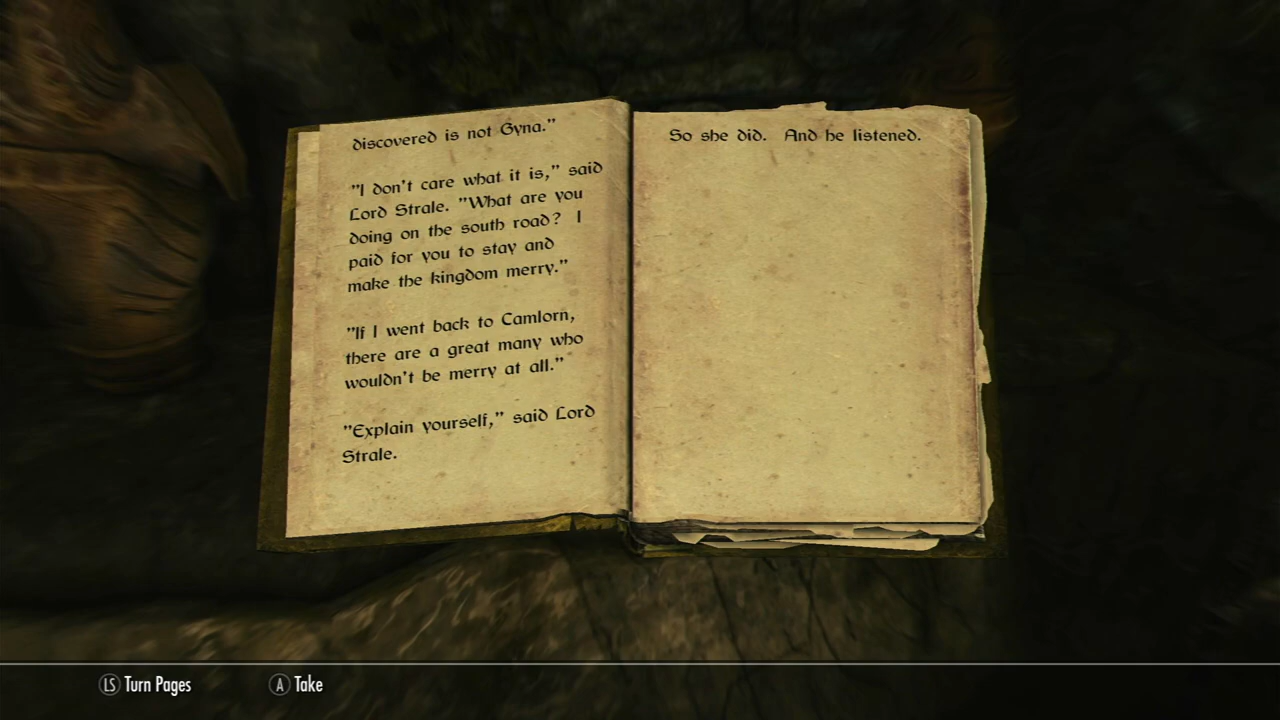 discovered is not Gyna."
"I don't care what it is," said
Lord Strale. "What are you
doing on the south road?  I
paid for you to stay and
make the kingdom merry."
"If I went back to Camlorn,
there are a great many who
wouldn't be merry at all."
"Explain yourself," said Lord
Strale.
So she did.  And he listened.
LS Turn Pages
A Take